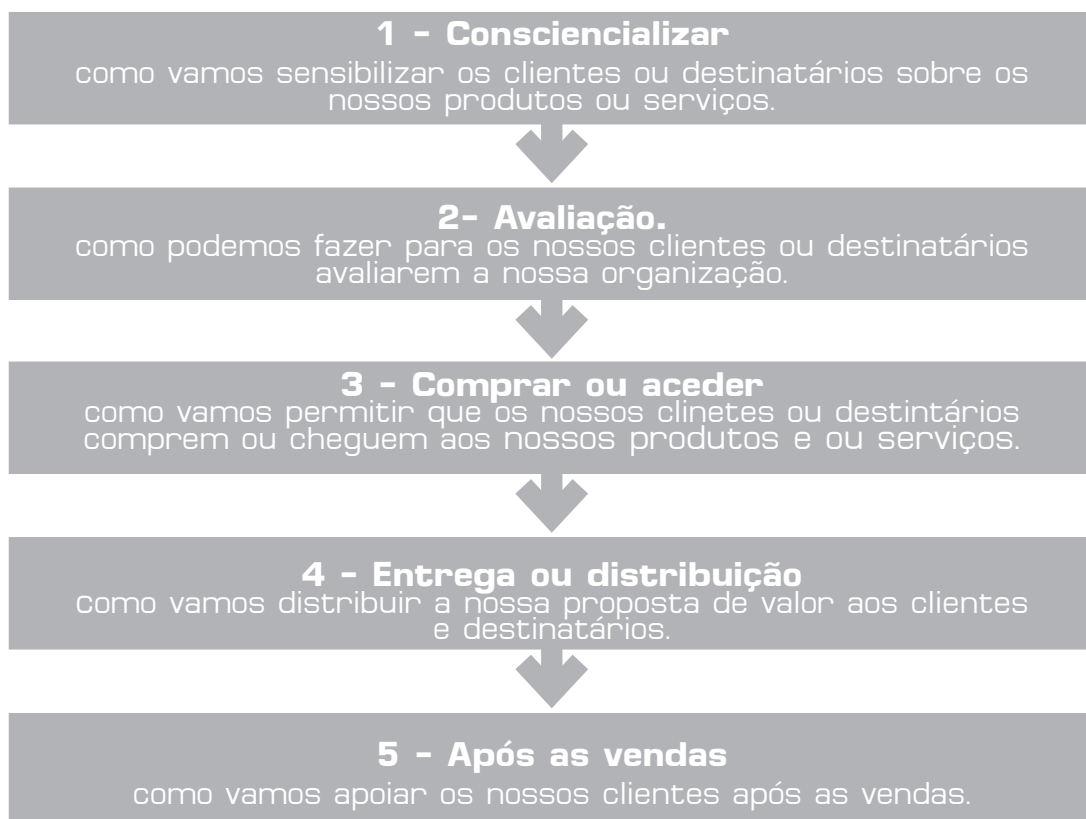 1 - Consciencializar
como vamos sensibilizar os clientes ou destinatários sobre os
nossos produtos ou serviços.
2- Avaliação.
como podemos fazer para os nossos clientes ou destinatários
avaliarem a nossa organização.
3 - Comprar ou aceder
como vamos permitir que os nossos clinetes ou destintários
comprem ou cheguem aos nossos produtos e ou serviços.
4 - Entrega ou distribuição
como vamos distribuir a nossa proposta de valor aos clientes
e destinatários.
5 - Após as vendas
como vamos apoiar os nossos clientes após as vendas.